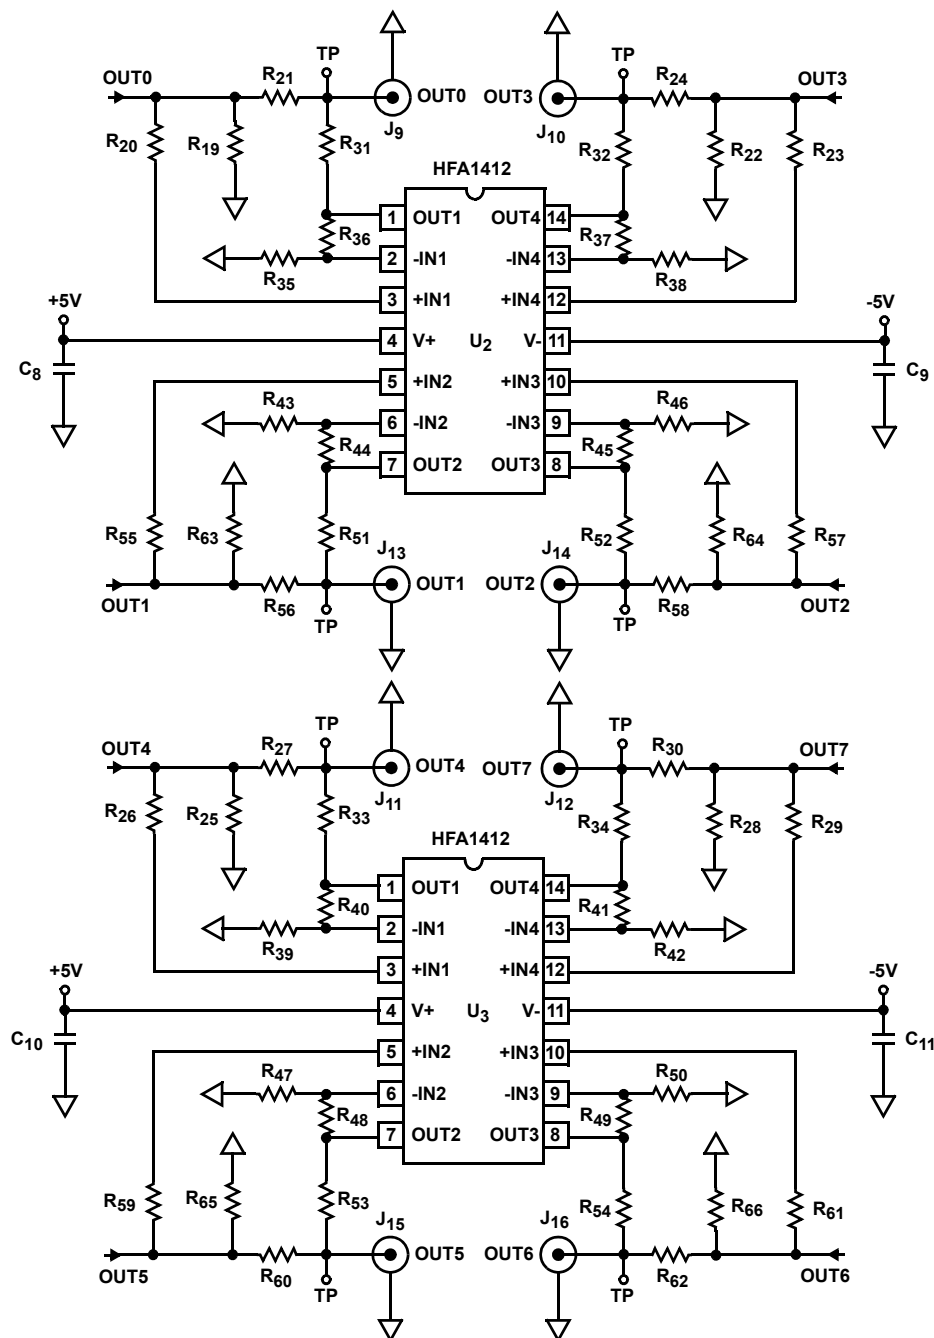 TP TP
OUT0 R21 R24 OUT3
OUT0 OUT3
J9 J10
R20 R19 R31 R32 R22 R23
HFA1412
1 OUT1 OUT4 14
R36 R37
2 -IN1 -IN4 13
R35 R38
3 +IN1 +IN4 12
+5V -5V
4 V+ U2 V- 11
C8 C9
5 +IN2 +IN3 10
R43 R46
6 -IN2 -IN3 9
R44 R45
7 OUT2 OUT3 8
R55 R63 R51 R52 R64 R57
J13 J14
OUT1 OUT2
OUT1 R56 R58 OUT2
TP TP
TP TP
OUT4 R27 R30 OUT7
OUT4 OUT7
J11 J12
R26 R25 R33 R34 R28 R29
HFA1412
1 OUT1 OUT4 14
R40 R41
2 -IN1 -IN4 13
R39 R42
3 +IN1 +IN4 12
+5V -5V
4 V+ U3 V- 11
C10 C11
5 +IN2 +IN3 10
R47 R50
6 -IN2 -IN3 9
R48 R49
7 OUT2 OUT3 8
R59 R65 R53 R54 R66 R61
J15 J16
OUT5 OUT6
OUT5 R60 R62 OUT6
TP TP